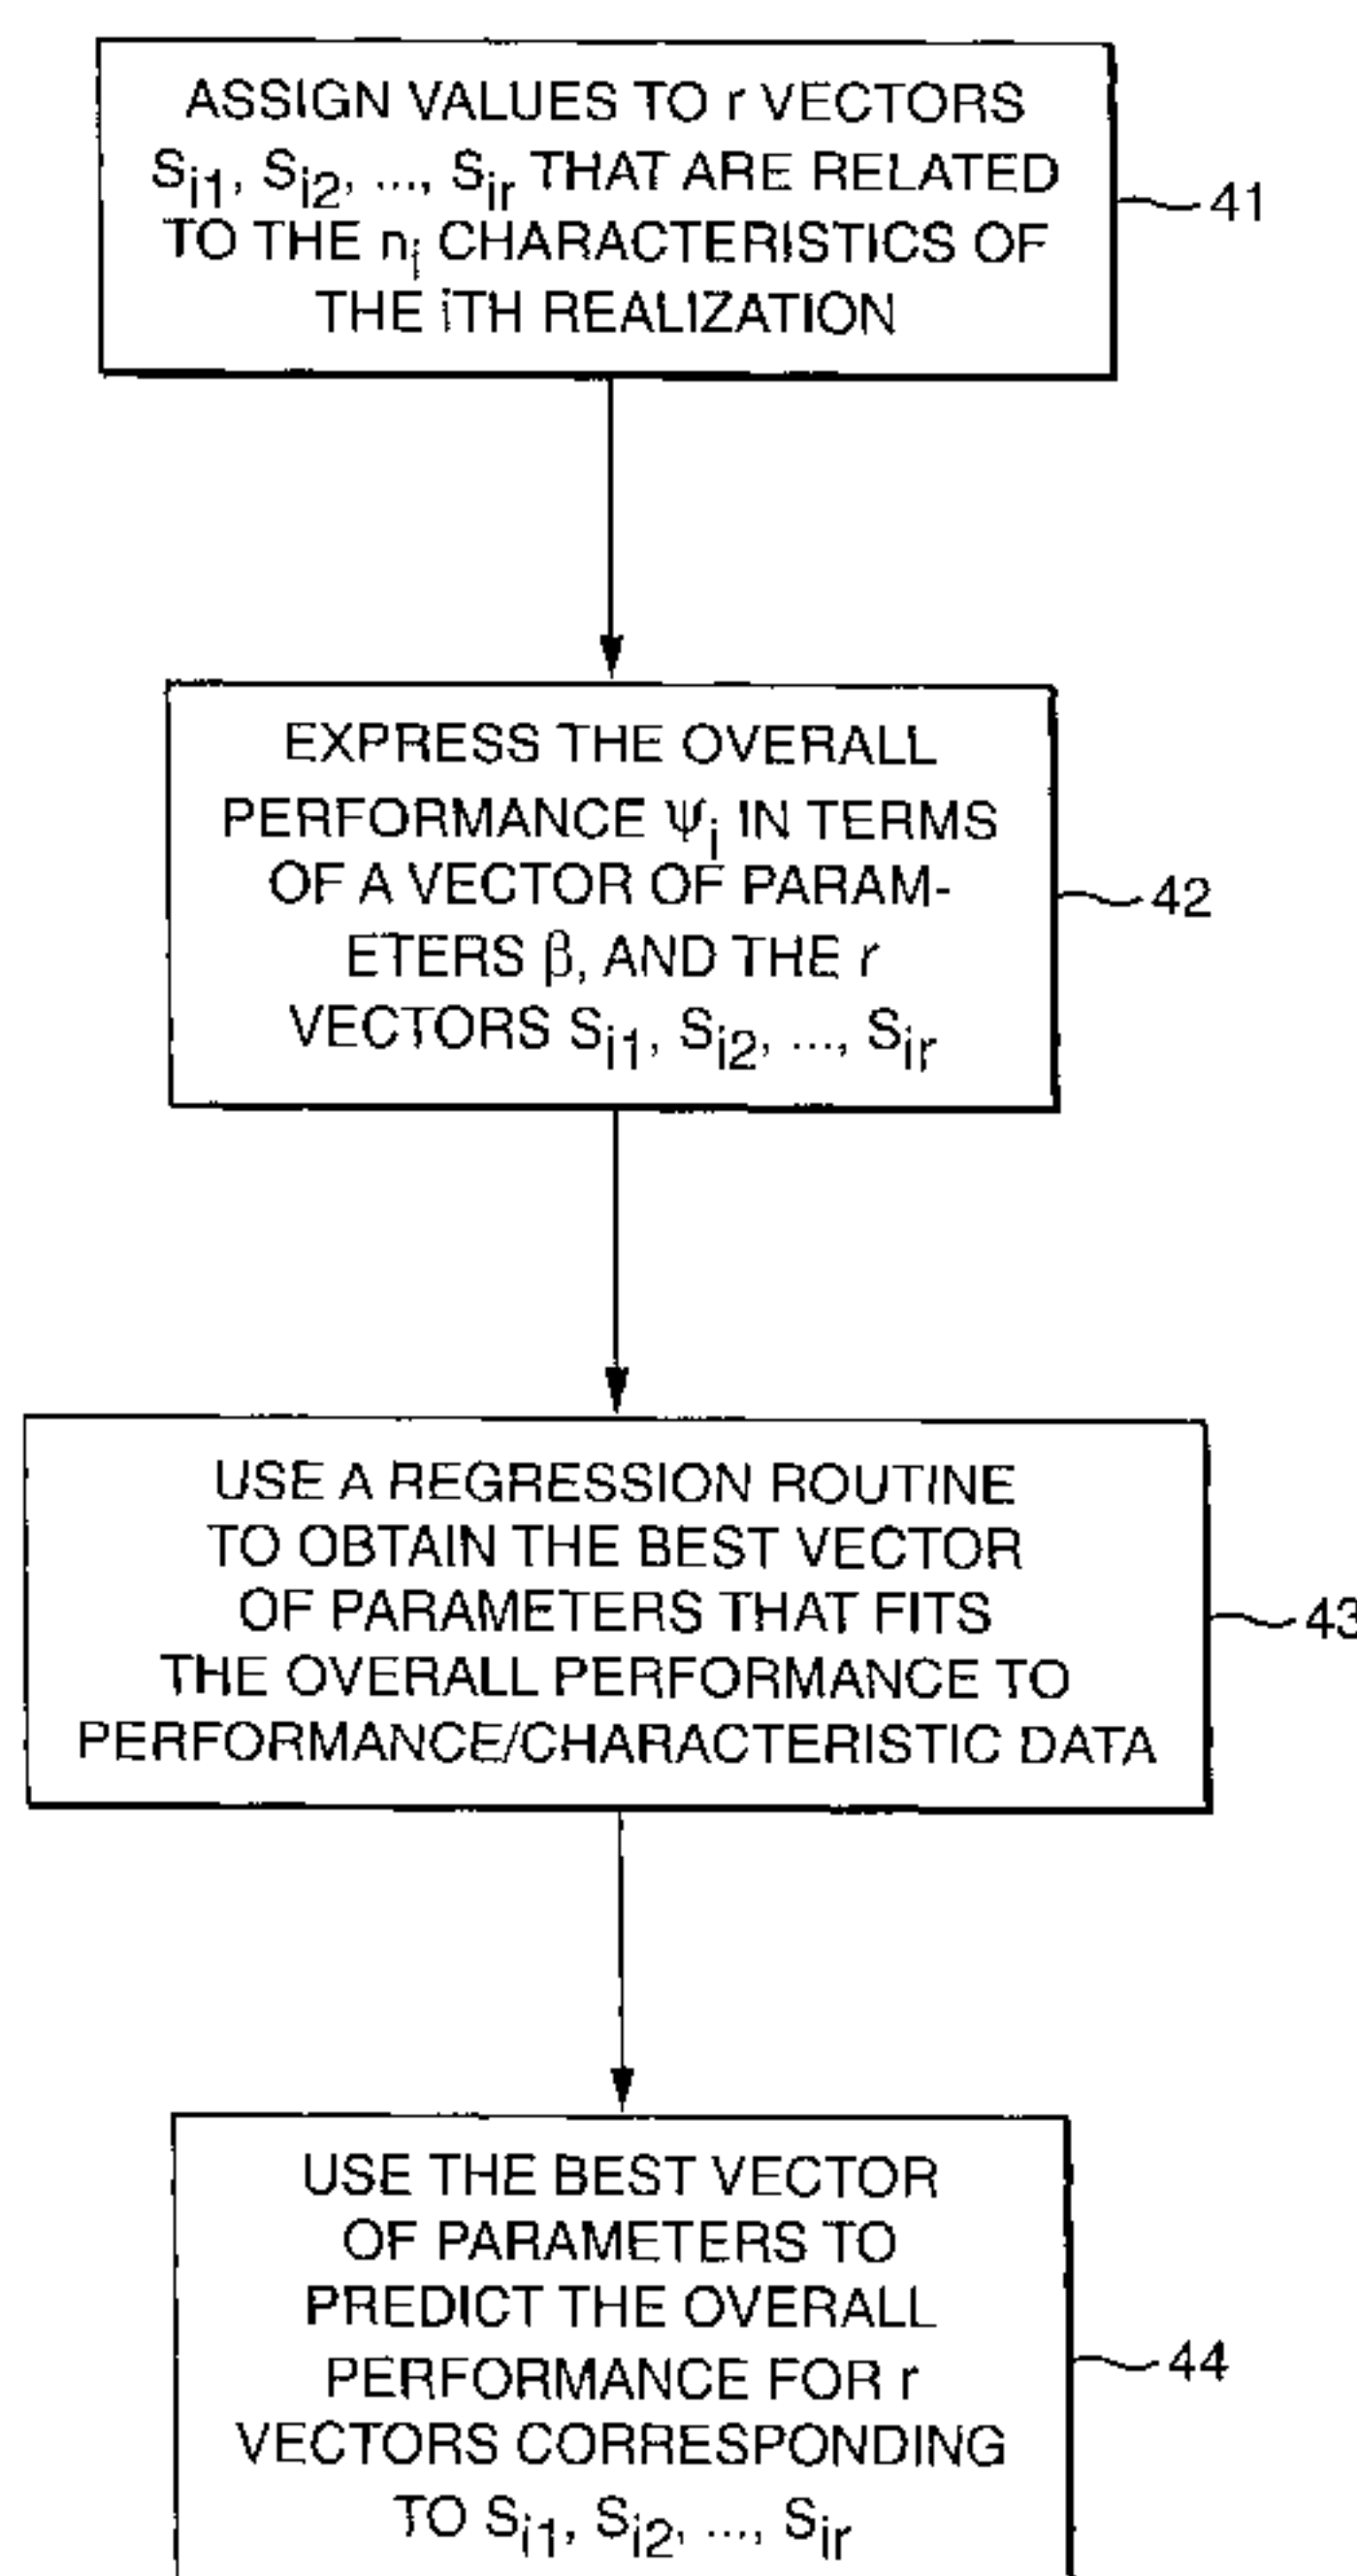 ASSIGN VALUES TO r VECTORS
Si1, Si2, ..., Sir THAT ARE RELATED
TO THE ni CHARACTERISTICS OF
THE iTH REALIZATION
41
EXPRESS THE OVERALL
PERFORMANCE ψi IN TERMS
OF A VECTOR OF PARAM-
ETERS β, AND THE r
VECTORS Si1, Si2, ..., Sir
42
USE A REGRESSION ROUTINE
TO OBTAIN THE BEST VECTOR
OF PARAMETERS THAT FITS
THE OVERALL PERFORMANCE TO
PERFORMANCE/CHARACTERISTIC DATA
43
USE THE BEST VECTOR
OF PARAMETERS TO
PREDICT THE OVERALL
PERFORMANCE FOR r
VECTORS CORRESPONDING
TO Si1, Si2, ..., Sir
44